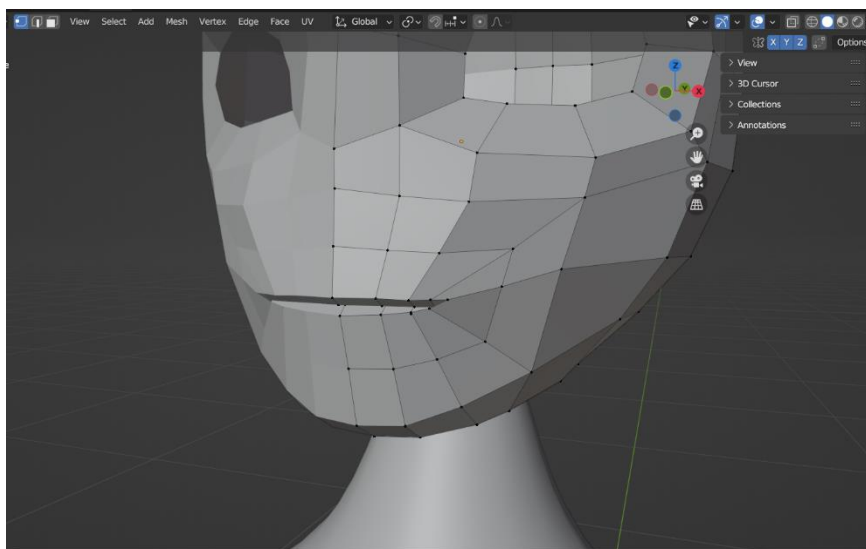 View Select Add Mesh Vertex Edge Face UV Global
X Y Z Options
View
3D Cursor
Collections
Annotations
Z
Y X